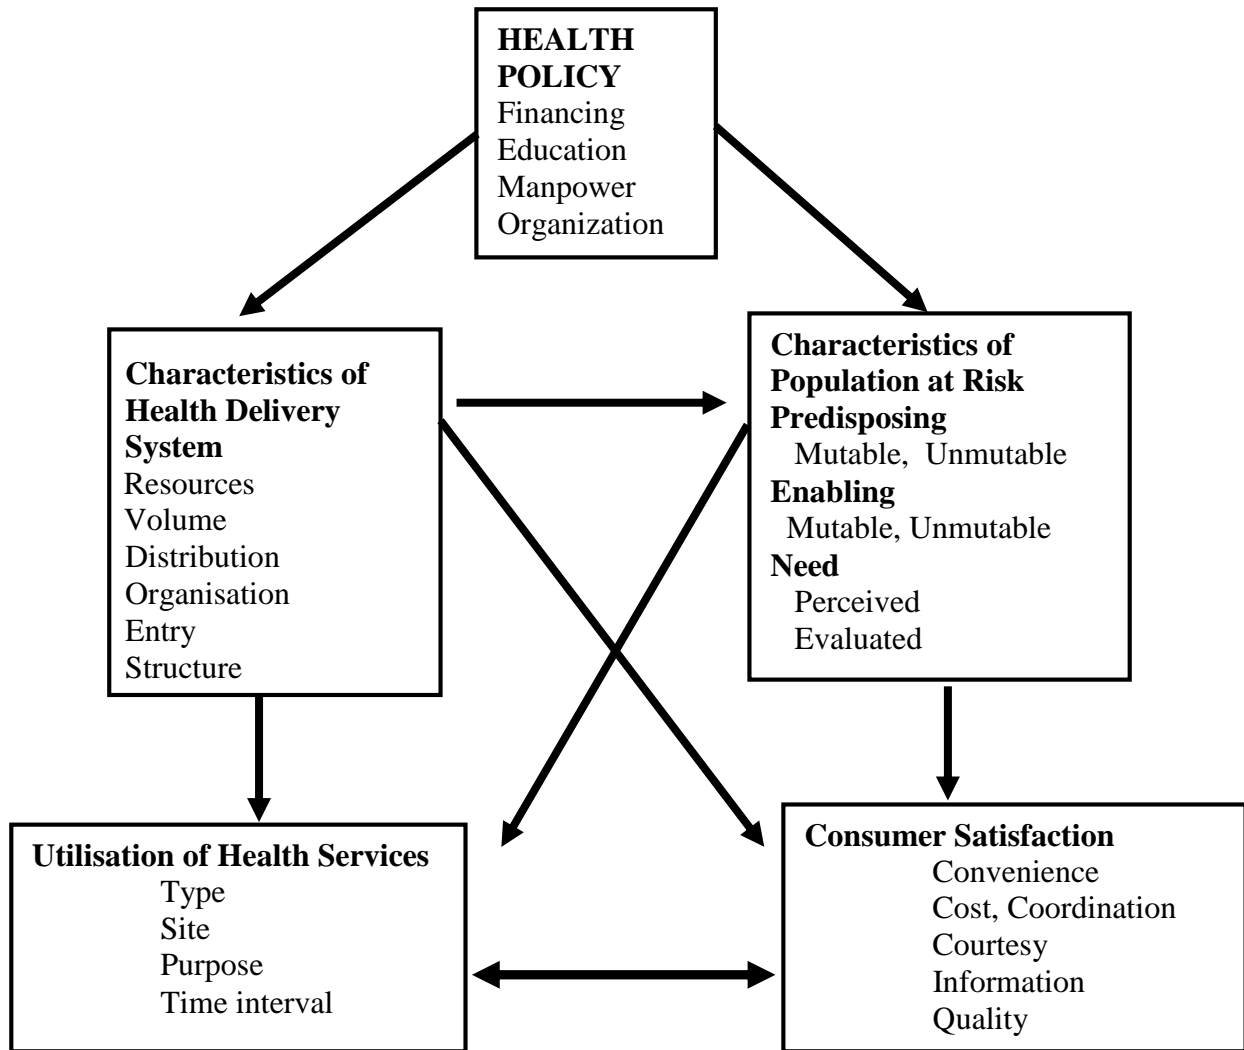 HEALTH
POLICY
Financing
Education
Manpower
Organization
Characteristics of
Health Delivery
System
Resources
Volume
Distribution
Organisation
Entry
Structure
Characteristics of
Population at Risk
Predisposing
Mutable, Unmutable
Enabling
Mutable, Unmutable
Need
Perceived
Evaluated
Utilisation of Health Services
Type
Site
Purpose
Time interval
Consumer Satisfaction
Convenience
Cost, Coordination
Courtesy
Information
Quality